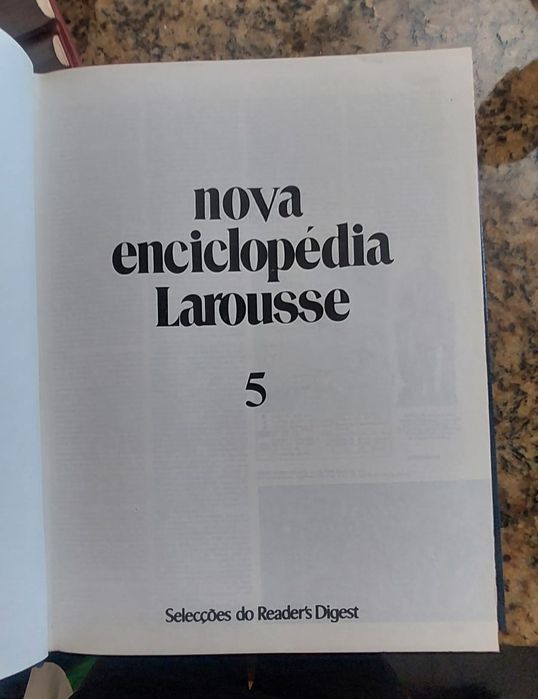 nova
enciclopédia
Larousse
5
Selecções do Reader's Digest